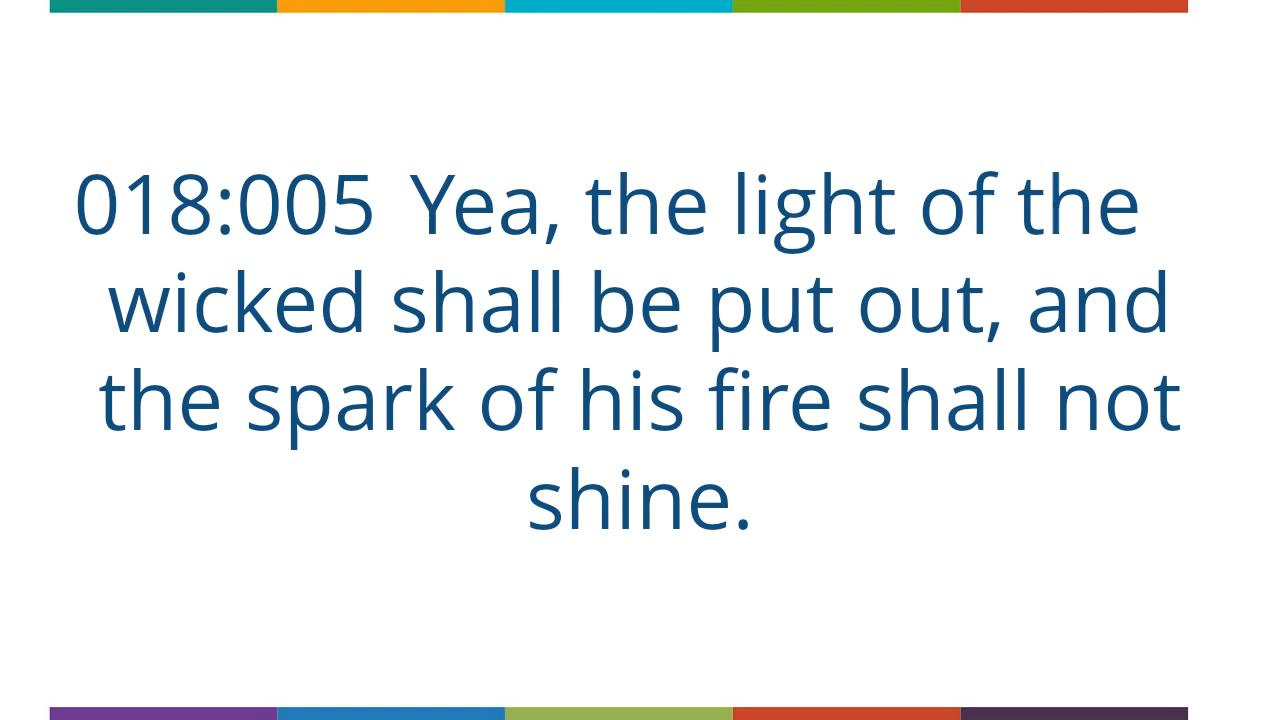 018:005 Yea, the light of the
wicked shall be put out, and
the spark of his fire shall not
shine.